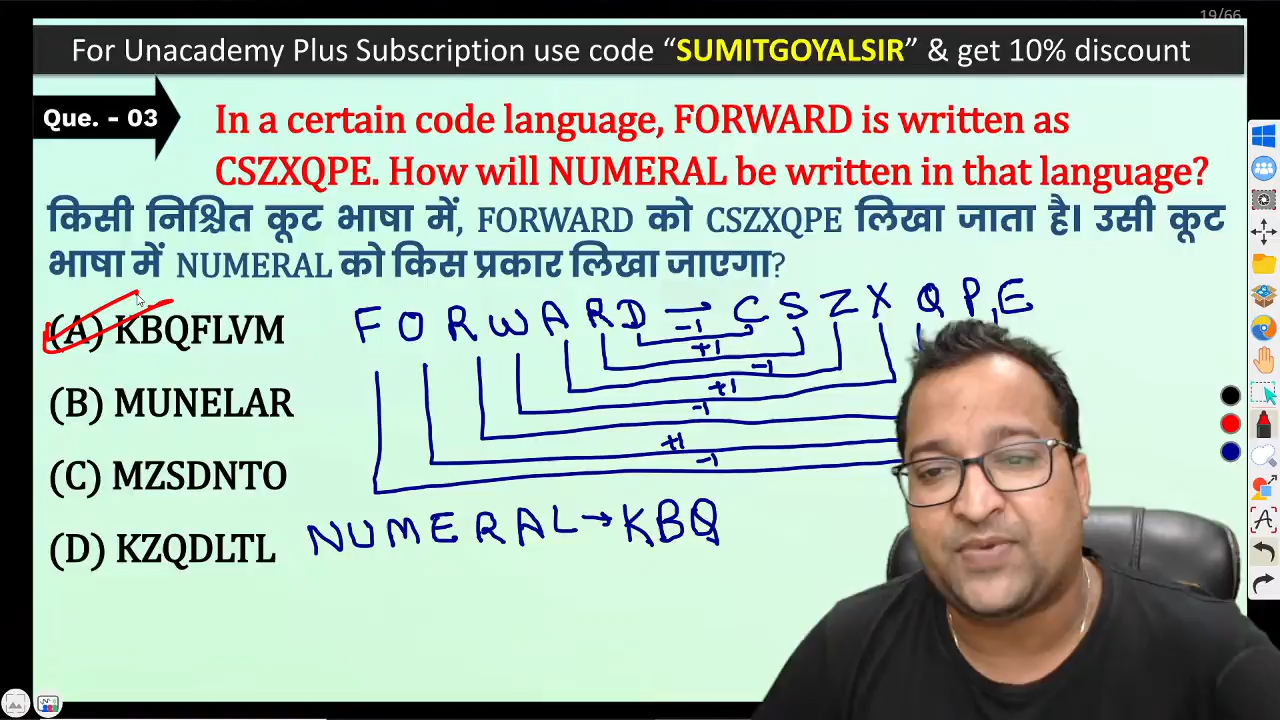 19/66
For Unacademy Plus Subscription use code “SUMITGOYALSIR” & get 10% discount
Que. - 03
In a certain code language, FORWARD is written as
CSZXQPE. How will NUMERAL be written in that language?
किसी निश्चित कूट भाषा में, FORWARD को CSZXQPE लिखा जाता है। उसी कूट
भाषा में NUMERAL को किस प्रकार लिखा जाएगा?
(A) KBQFLVM
(B) MUNELAR
(C) MZSDNTO
(D) KZQDLTL
FORWARD → CSZXQPE
-1
+1
-1
+1
-1
+1
-1
NUMERAL → KBQ